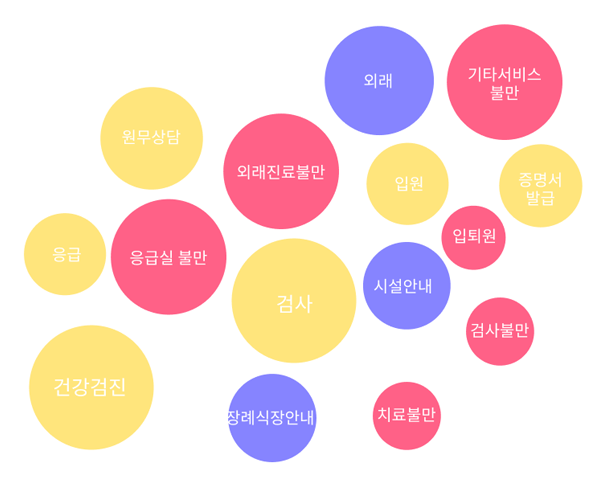 외래
기타서비스
불만
원무상담
외래진료불만
입원
증명서
발급
응급
응급실 불만
입퇴원
검사
시설안내
검사불만
건강검진
장례식장안내
치료불만